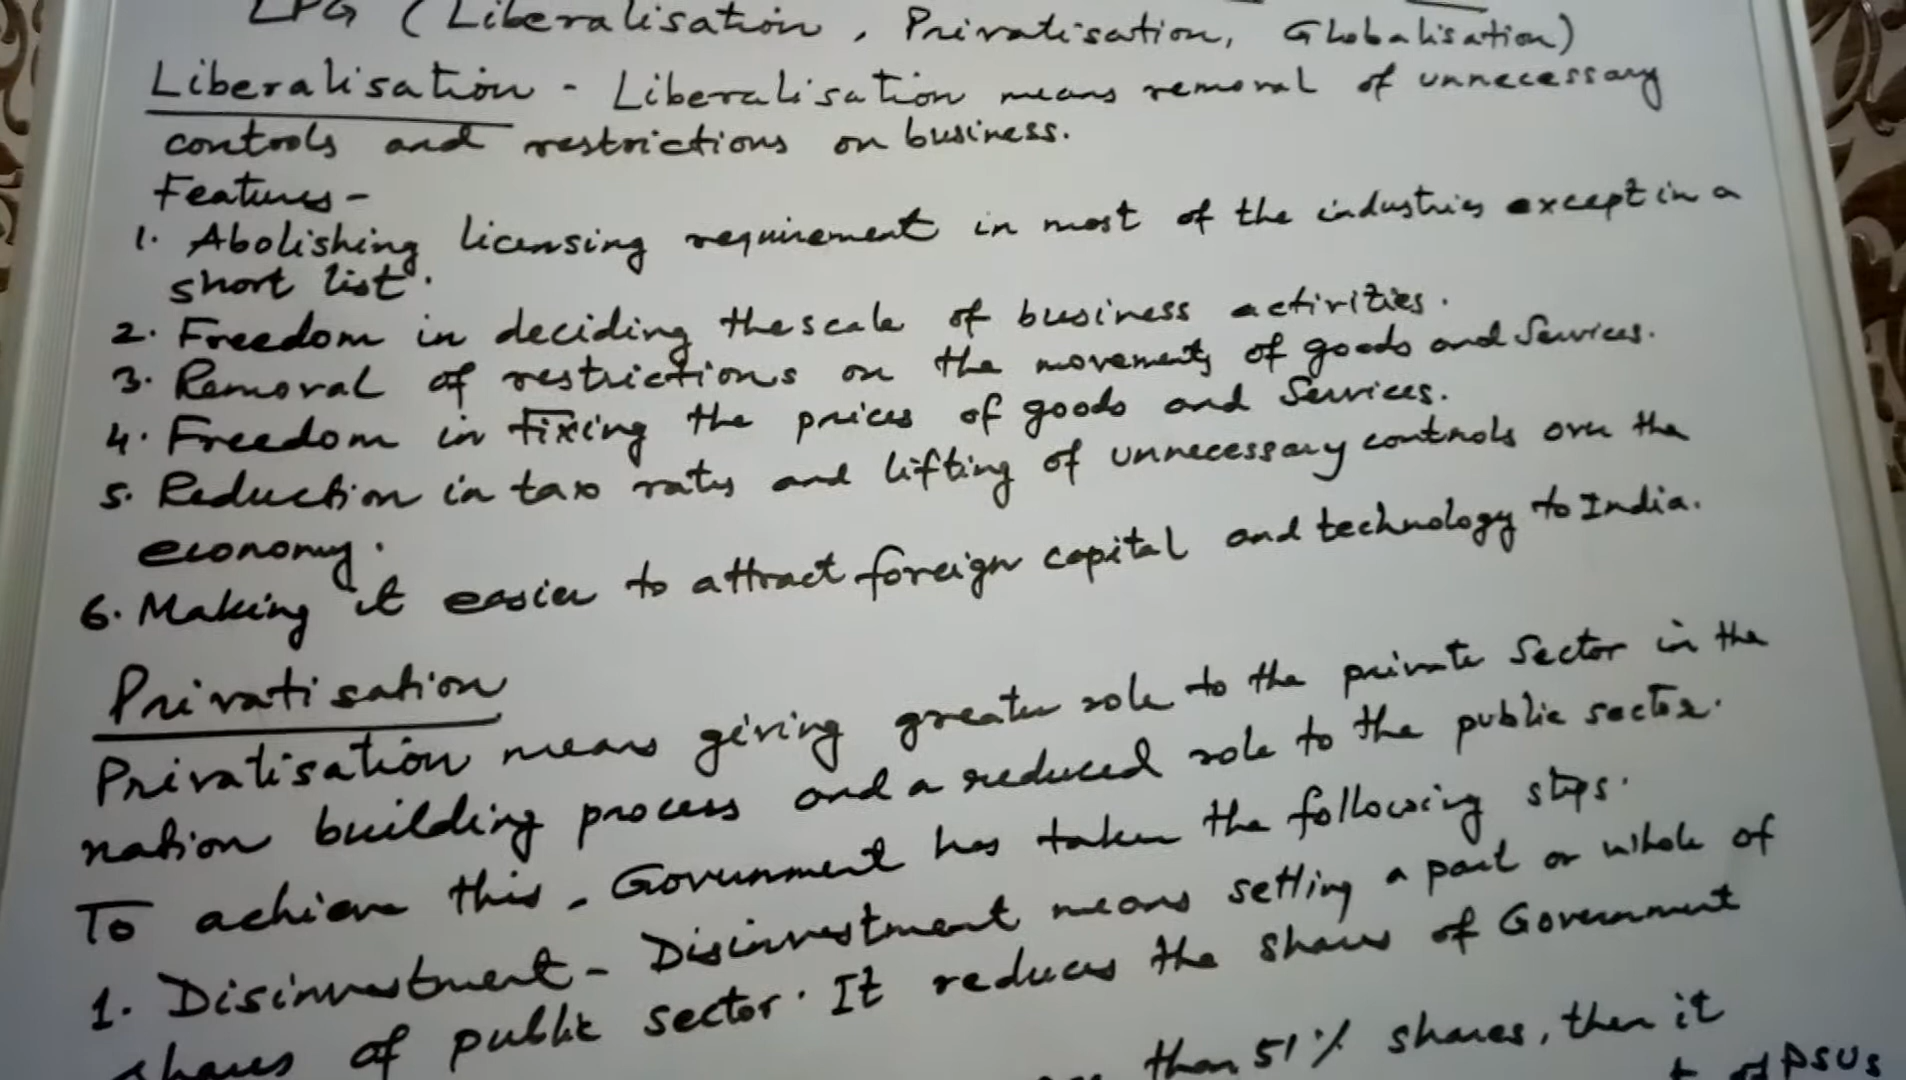 LPG (Liberalisation, Privatisation, Globalisation)
Liberalisation - Liberalisation means removal of unnecessary
controls and restrictions on business.
Features -
1. Abolishing licensing requirement in most of the industries except in a
short list.
2. Freedom in deciding the scale of business activities.
3. Removal of restrictions on the movements of goods and Services.
4. Freedom in Fixing the prices of goods and Services.
5. Reduction in tax rates and lifting of unnecessary controls over the
economy.
6. Making it easier to attract foreign capital and technology to India.
Privatisation
Privatisation means giving greater role to the private Sector in the
nation building process and a reduced role to the public sector.
To achieve this, Government has taken the following steps.
1. Disinvestment - Disinvestment means selling a part or whole of
shares of public sector. It reduces the shares of Government
than 51% shares, then it
of PSUs